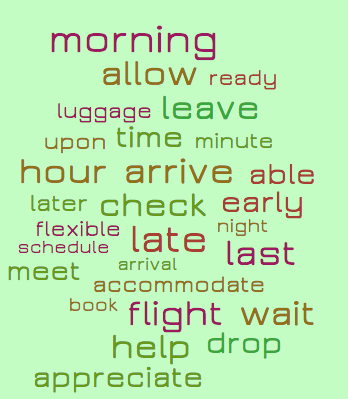 morning
allow ready
luggage leave
upon time minute
hour arrive able
later check early
flexible late night
schedule last
meet arrival
accommodate
book flight wait
help drop
appreciate